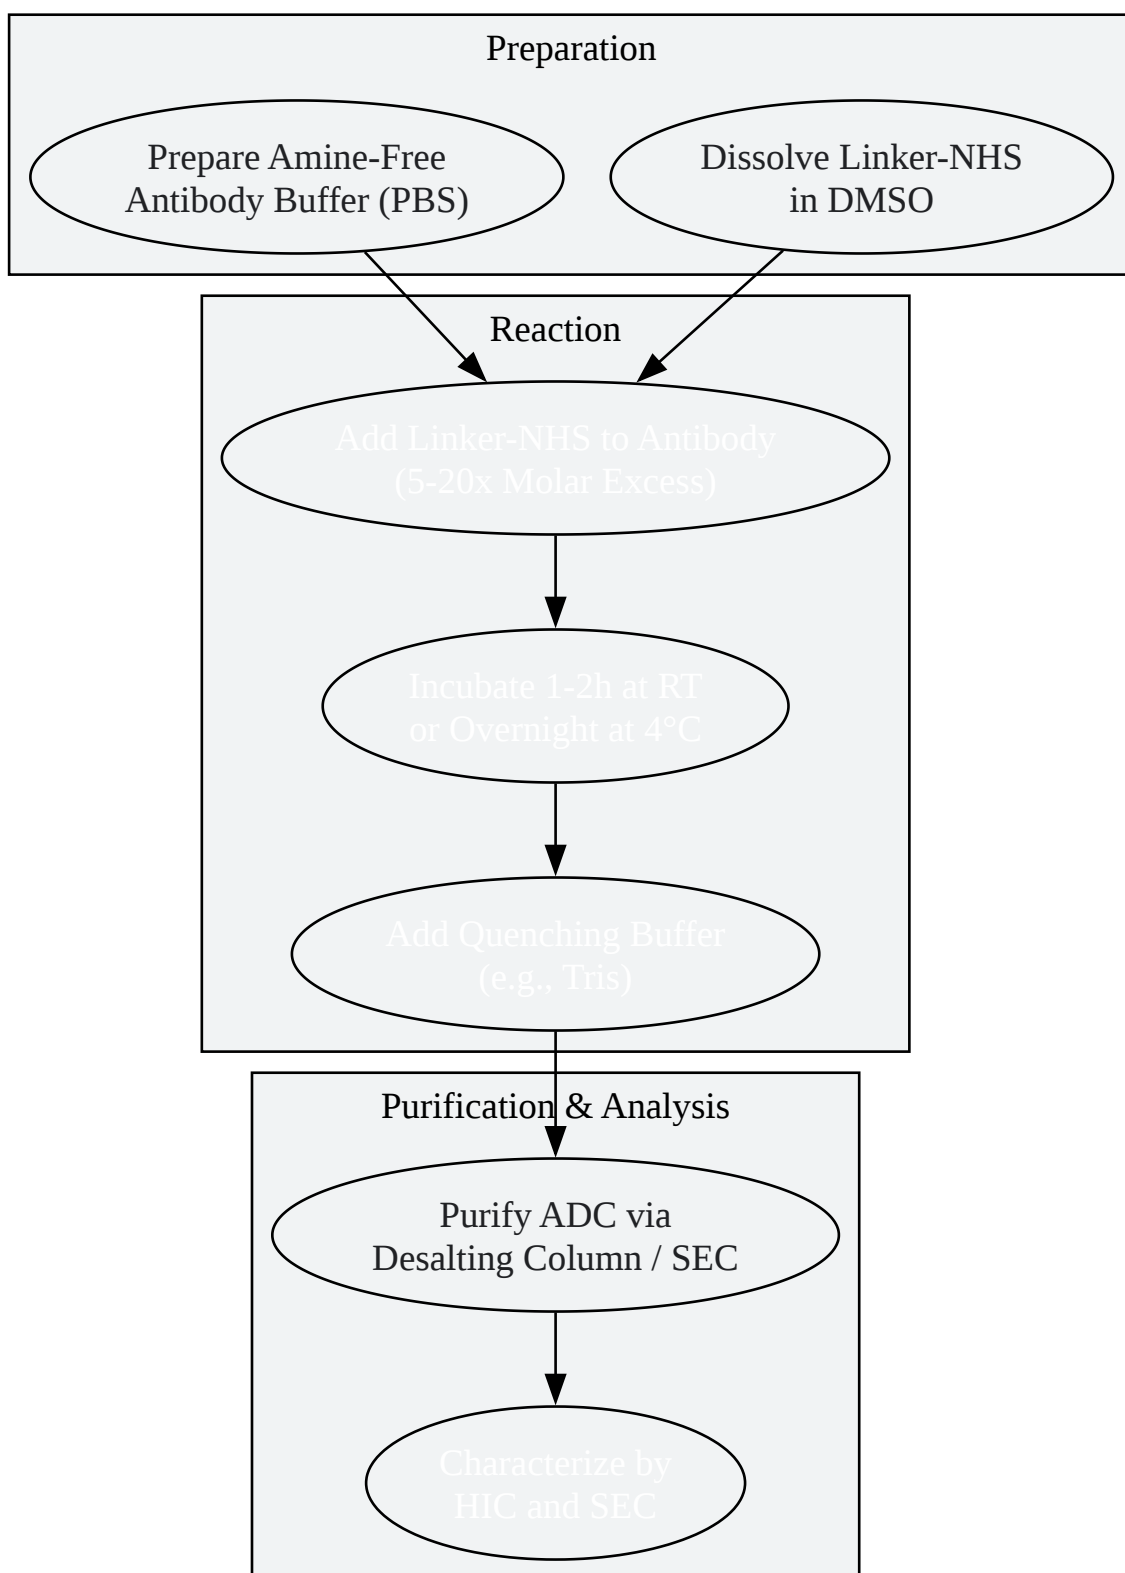 Preparation
Prepare Amine-Free
Antibody Buffer (PBS)
Dissolve Linker-NHS
in DMSO
Reaction
Add Linker-NHS to Antibody
(5-20x Molar Excess)
Incubate 1-2h at RT
or Overnight at 4°C
Add Quenching Buffer
(e.g., Tris)
Purification & Analysis
Purify ADC via
Desalting Column / SEC
Characterize by
HIC and SEC